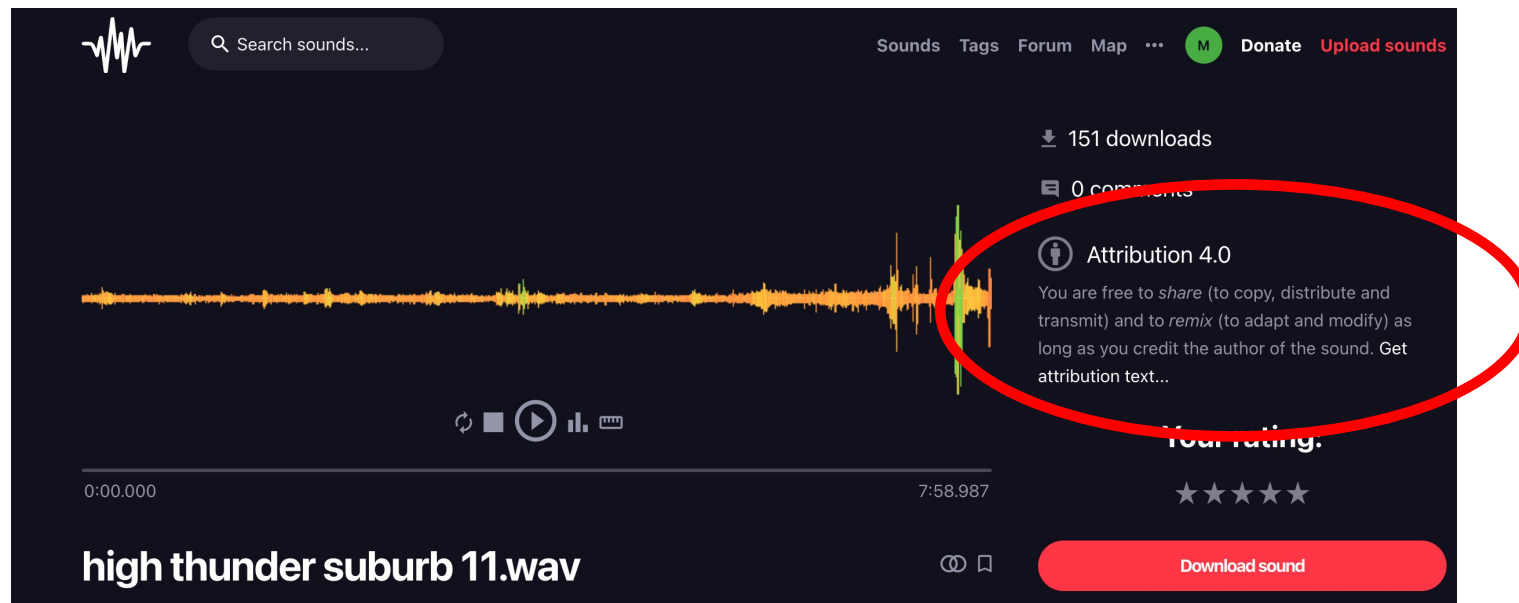 Search sounds...
Sounds Tags Forum Map ••• M Donate Upload sounds
151 downloads
0 comments
Attribution 4.0
You are free to share (to copy, distribute and
transmit) and to remix (to adapt and modify) as
long as you credit the author of the sound. Get
attribution text...
Your rating:
0:00.000 7:58.987
high thunder suburb 11.wav
Download sound